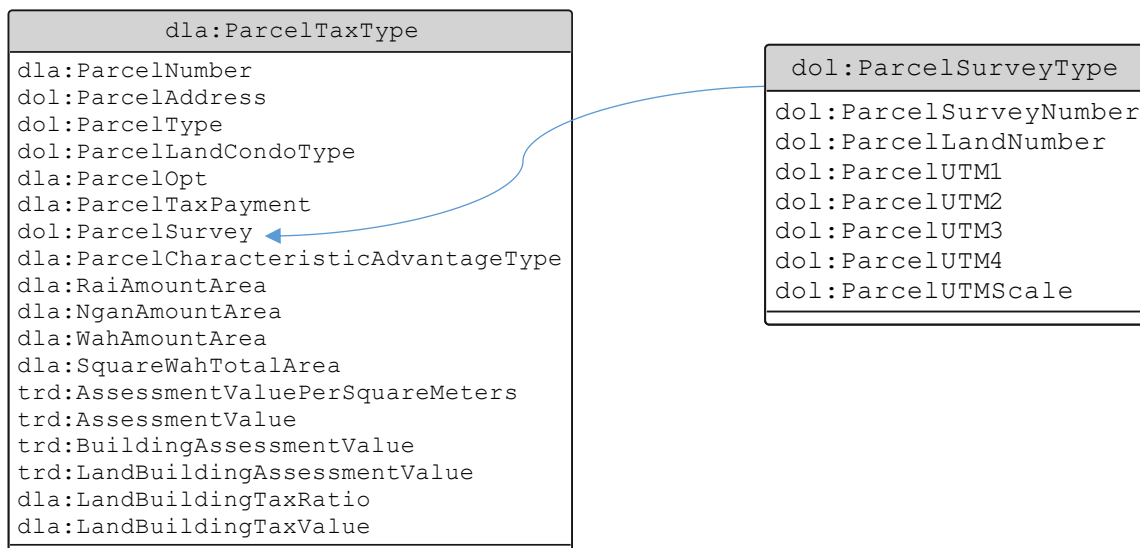 dla:ParcelTaxType
dla:ParcelNumber
dol:ParcelAddress
dol:ParcelType
dol:ParcelLandCondoType
dla:ParcelOpt
dla:ParcelTaxPayment
dol:ParcelSurvey
dla:ParcelCharacteristicAdvantageType
dla:RaiAmountArea
dla:NganAmountArea
dla:WahAmountArea
dla:SquareWahTotalArea
trd:AssessmentValuePerSquareMeters
trd:AssessmentValue
trd:BuildingAssessmentValue
trd:LandBuildingAssessmentValue
dla:LandBuildingTaxRatio
dla:LandBuildingTaxValue
dol:ParcelSurveyType
dol:ParcelSurveyNumber
dol:ParcelLandNumber
dol:ParcelUTM1
dol:ParcelUTM2
dol:ParcelUTM3
dol:ParcelUTM4
dol:ParcelUTMScale